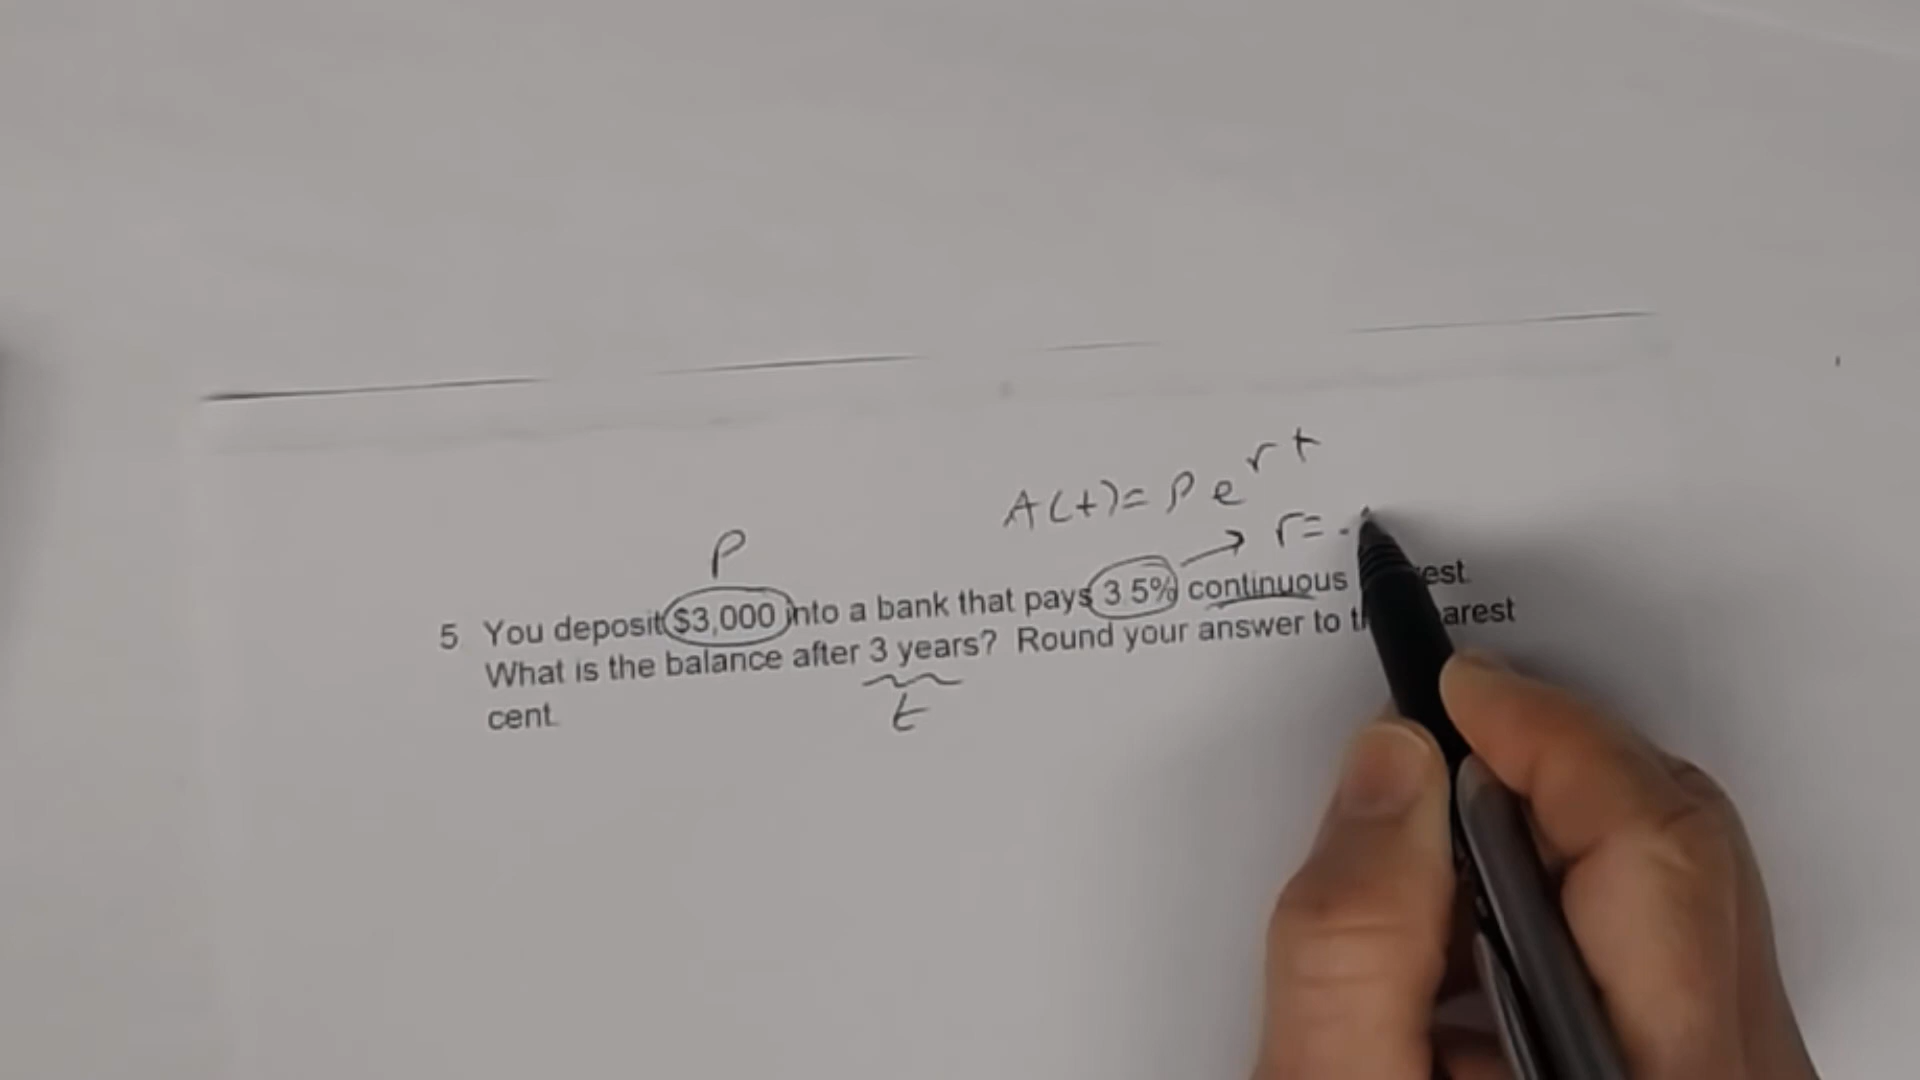 A(t)= P e^rt
P
r= .
5 You deposit $3,000 into a bank that pays 3.5% continuous
What is the balance after 3 years? Round your answer to
cent.
t